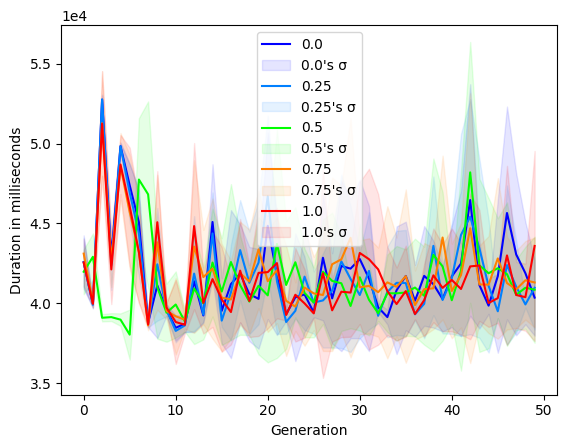 1e4
0.0
0.0's σ
0.25
0.25's σ
0.5
0.5's σ
0.75
0.75's σ
1.0
1.0's σ
5.5
5.0
4.5
4.0
3.5
Duration in milliseconds
0
10
20
30
40
50
Generation